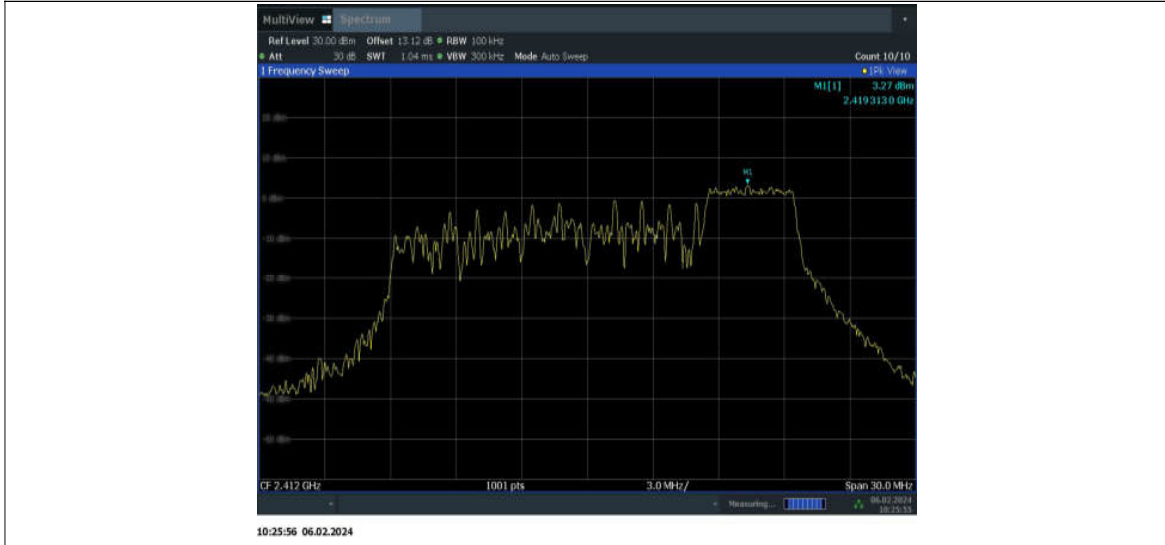 MultiView Spectrum
Ref Level 30.00 dBm Offset 13.12 dB RBW 100 kHz
Att 30 dB SWT 1.04 ms VBW 300 kHz Mode Auto Sweep Count 10/10
1 Frequency Sweep 1Pk View
M1[1] 3.27 dBm
2.4193130 GHz
M1
CF 2.412 GHz 1001 pts 3.0 MHz/ Span 30.0 MHz
Measuring... 06.02.2024
10:25:55
10:25:56 06.02.2024